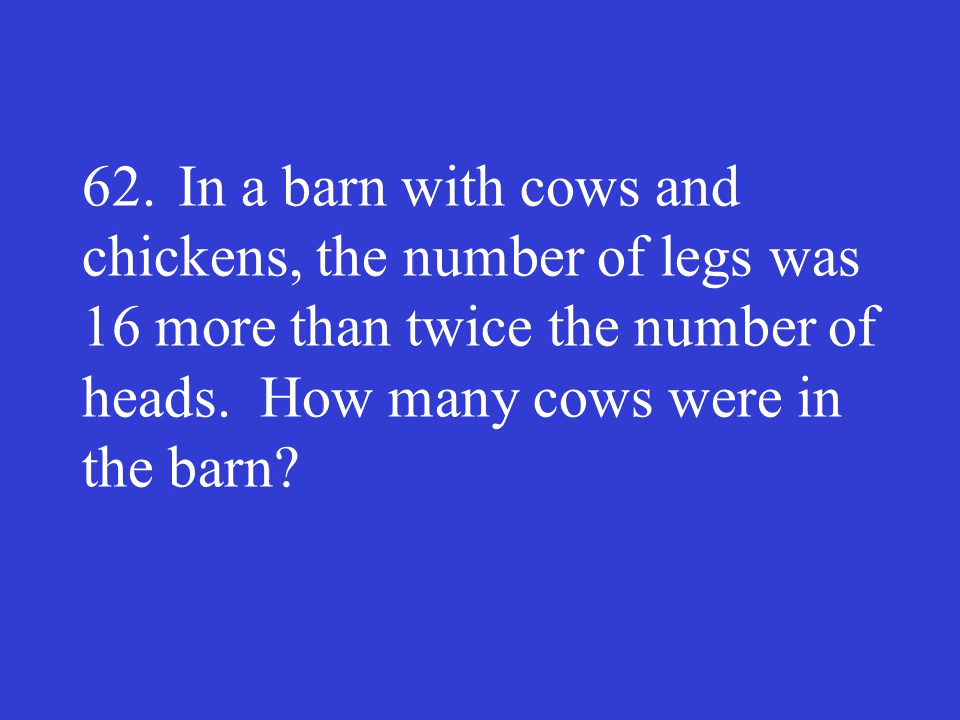 62. In a barn with cows and
chickens, the number of legs was
16 more than twice the number of
heads. How many cows were in
the barn?